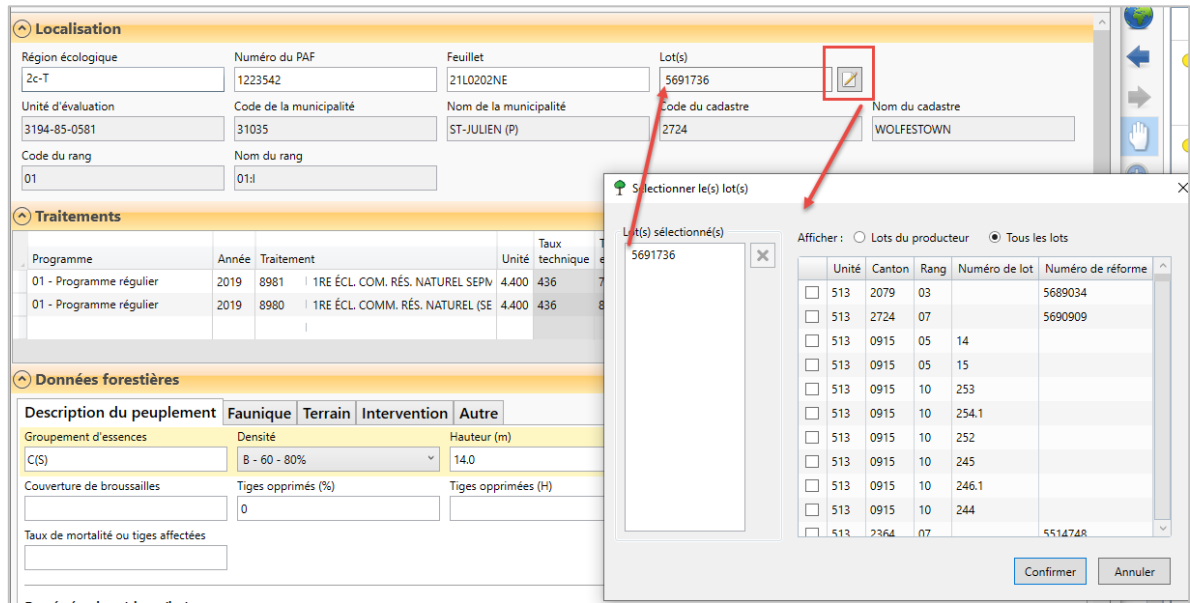 Localisation
Région écologique Numéro du PAF Feuillet Lot(s)
2c-T 1223542 21L0202NE 5691736
Unité d'évaluation Code de la municipalité Nom de la municipalité Code du cadastre Nom du cadastre
3194-85-0581 31035 ST-JULIEN (P) 2724 WOLFESTOWN
Code du rang Nom du rang
01 01:I
Traitements
Programme Année Traitement Unité Taux technique
01 - Programme régulier 2019 8981 1RE ÉCL. COM. RÉS. NATUREL SEPM 4.400 436 7
01 - Programme régulier 2019 8980 1RE ÉCL. COMM. RÉS. NATUREL (SE 4.400 436 8
Données forestières
Description du peuplement Faunique Terrain Intervention Autre
Groupement d'essences Densité Hauteur (m)
C(S) B - 60 - 80% 14.0
Couverture de broussailles Tiges opprimés (%) Tiges opprimées (H)
0
Taux de mortalité ou tiges affectées
Sélectionner le(s) lot(s)
Lot(s) sélectionné(s)
5691736
Afficher : Lots du producteur Tous les lots
Unité Canton Rang Numéro de lot Numéro de réforme
513 2079 03 5689034
513 2724 07 5690909
513 0915 05 14
513 0915 05 15
513 0915 10 253
513 0915 10 254.1
513 0915 10 252
513 0915 10 245
513 0915 10 246.1
513 0915 10 244
513 2364 07 5514748
Confirmer Annuler